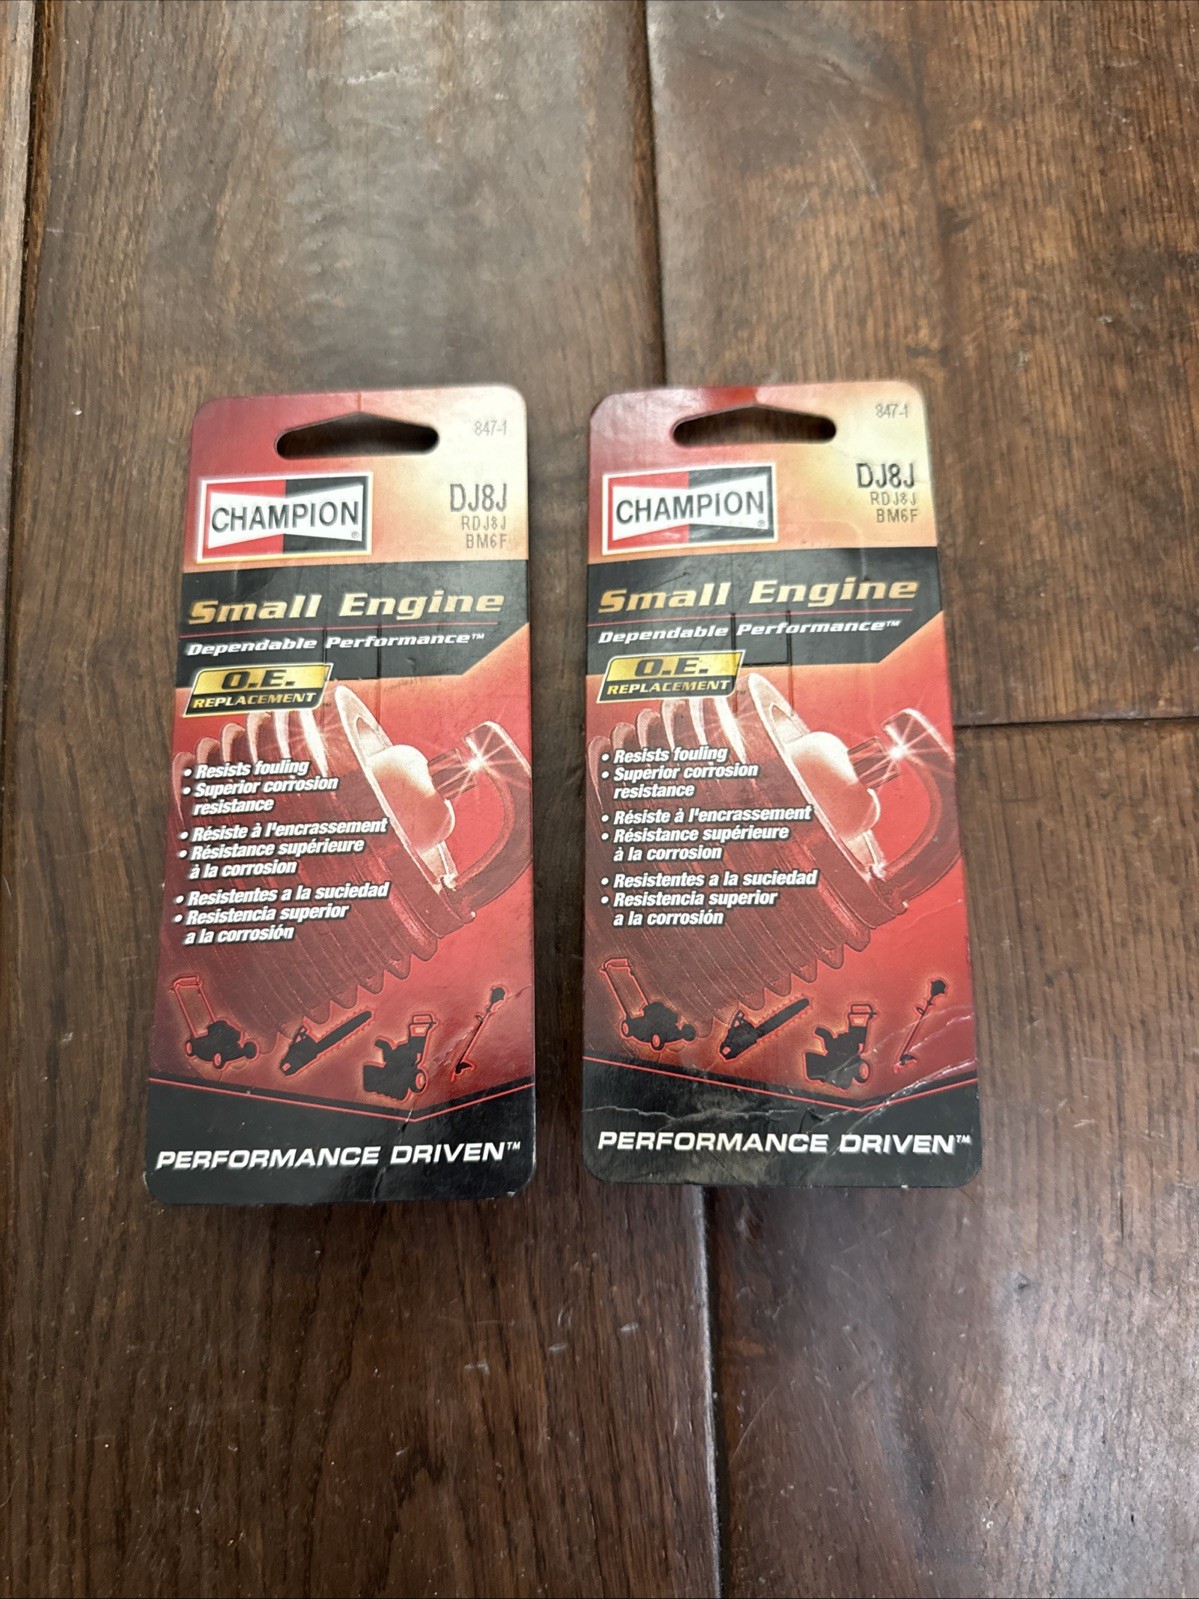 847-1
CHAMPION®
DJ8J
RDJ8J
BM6F
Small Engine
Dependable Performance™
O.E.
REPLACEMENT™
• Resists fouling
• Superior corrosion
resistance
• Résiste à l'encrassement
• Résistance supérieure
à la corrosion
• Resistentes a la suciedad
• Resistencia superior
a la corrosión
PERFORMANCE DRIVEN™
847-1
CHAMPION®
DJ8J
RDJ8J
BM6F
Small Engine
Dependable Performance™
O.E.
REPLACEMENT™
• Resists fouling
• Superior corrosion
resistance
• Résiste à l'encrassement
• Résistance supérieure
à la corrosion
• Resistentes a la suciedad
• Resistencia superior
a la corrosión
PERFORMANCE DRIVEN™